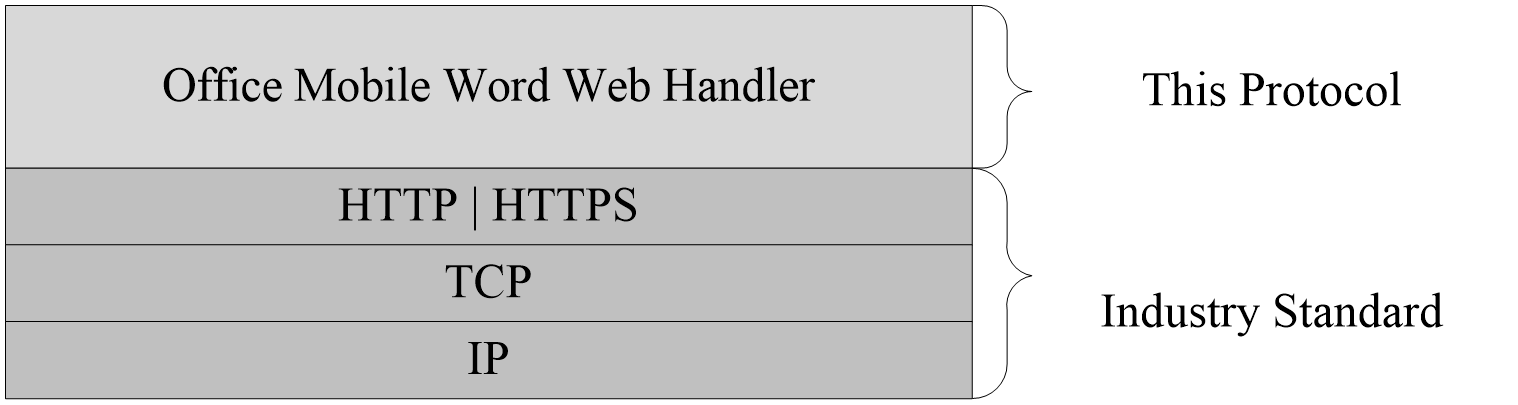 Office Mobile Word Web Handler
This Protocol
HTTP | HTTPS
TCP
IP
Industry Standard